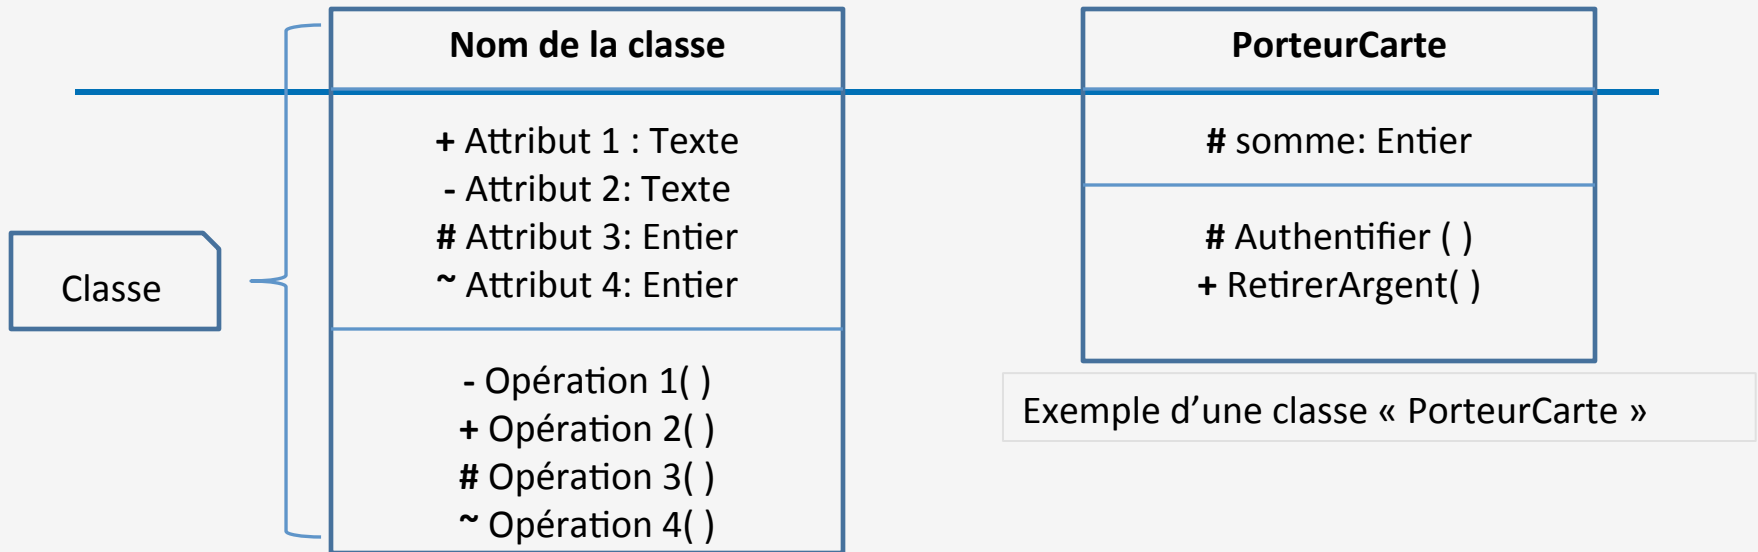 Classe
Nom de la classe
+ Attribut 1 : Texte
- Attribut 2: Texte
# Attribut 3: Entier
~ Attribut 4: Entier
- Opération 1( )
+ Opération 2( )
# Opération 3( )
~ Opération 4( )
PorteurCarte
# somme: Entier
# Authentifier ( )
+ RetirerArgent( )
Exemple d’une classe « PorteurCarte »